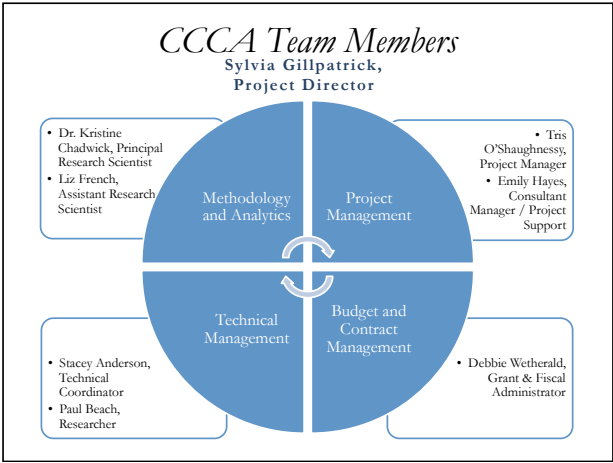 CCCA Team Members
Sylvia Gillpatrick,
Project Director
• Dr. Kristine
Chadwick, Principal
Research Scientist
• Liz French,
Assistant Research
Scientist
Methodology
and Analytics
Project
Management
• Tris
O'Shaughnessy,
Project Manager
• Emily Hayes,
Consultant
Manager / Project
Support
Technical
Management
Budget and
Contract
Management
• Stacey Anderson,
Technical
Coordinator
• Paul Beach,
Researcher
• Debbie Wetherald,
Grant & Fiscal
Administrator